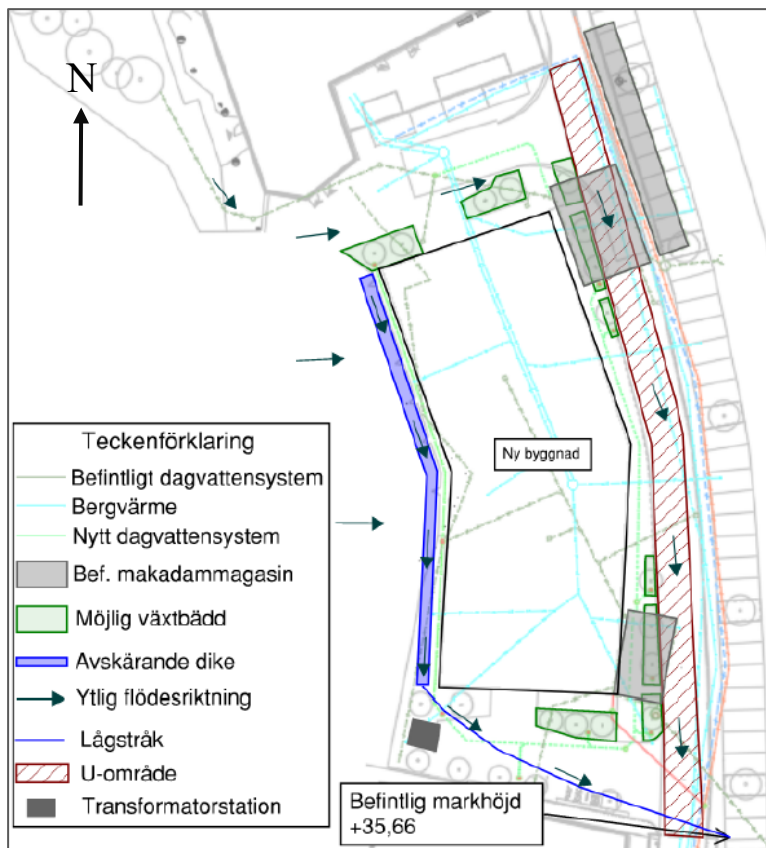 N
Ny byggnad
Teckenförklaring
Befintligt dagvattensystem
Bergvärme
Nytt dagvattensystem
Bef. makadammagasin
Möjlig växtbädd
Avskärande dike
Ytlig flödesriktning
Lågstråk
U-område
Transformatorstation
Befintlig markhöjd
+35,66